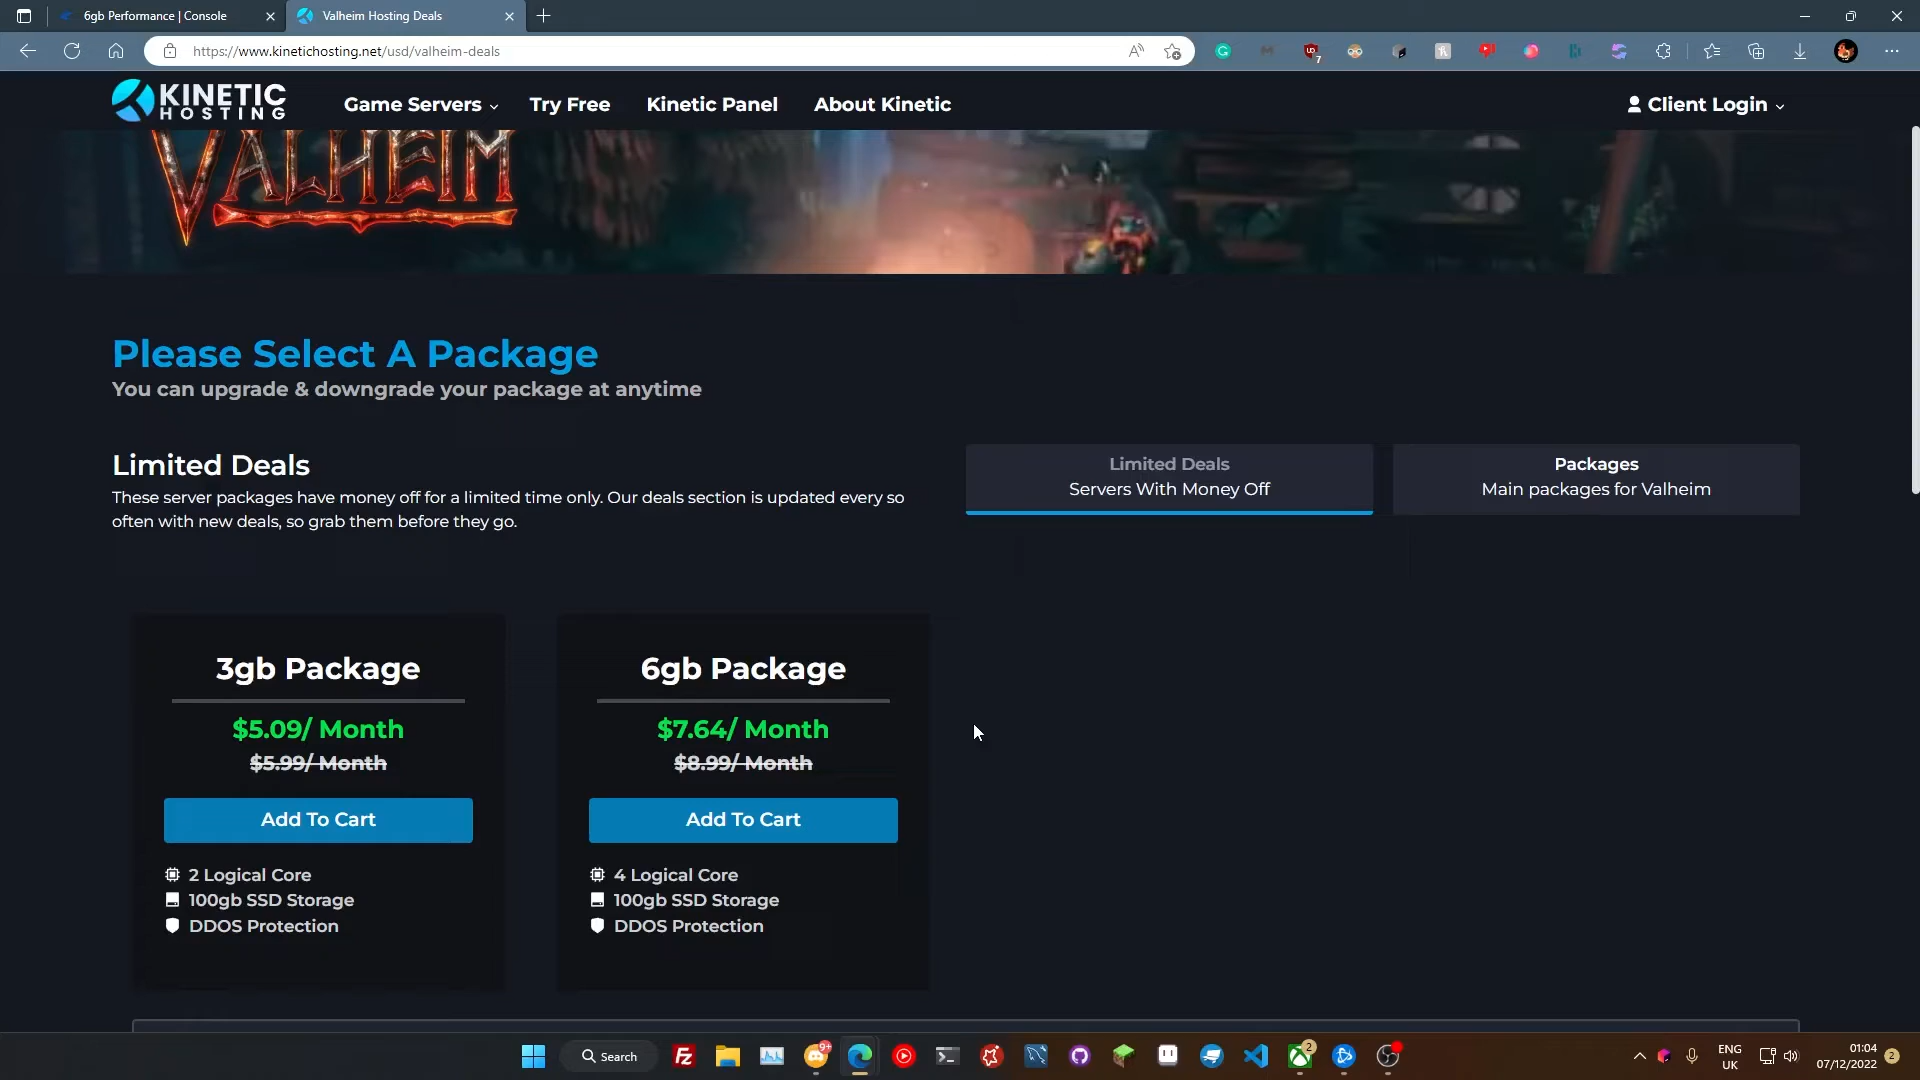 6gb Performance | Console
Valheim Hosting Deals
https://www.kinetichosting.net/usd/valheim-deals
7
KINETIC
HOSTING
Game Servers
Try Free
Kinetic Panel
About Kinetic
Client Login
VALHEIM
Please Select A Package
You can upgrade & downgrade your package at anytime
Limited Deals
These server packages have money off for a limited time only. Our deals section is updated every so
often with new deals, so grab them before they go.
Limited Deals
Servers With Money Off
Packages
Main packages for Valheim
3gb Package
$5.09/ Month
$5.99/ Month
Add To Cart
2 Logical Core
100gb SSD Storage
DDOS Protection
6gb Package
$7.64/ Month
$8.99/ Month
Add To Cart
4 Logical Core
100gb SSD Storage
DDOS Protection
Search
Fz
9+
2
ENG
UK
01:04
07/12/2022
2